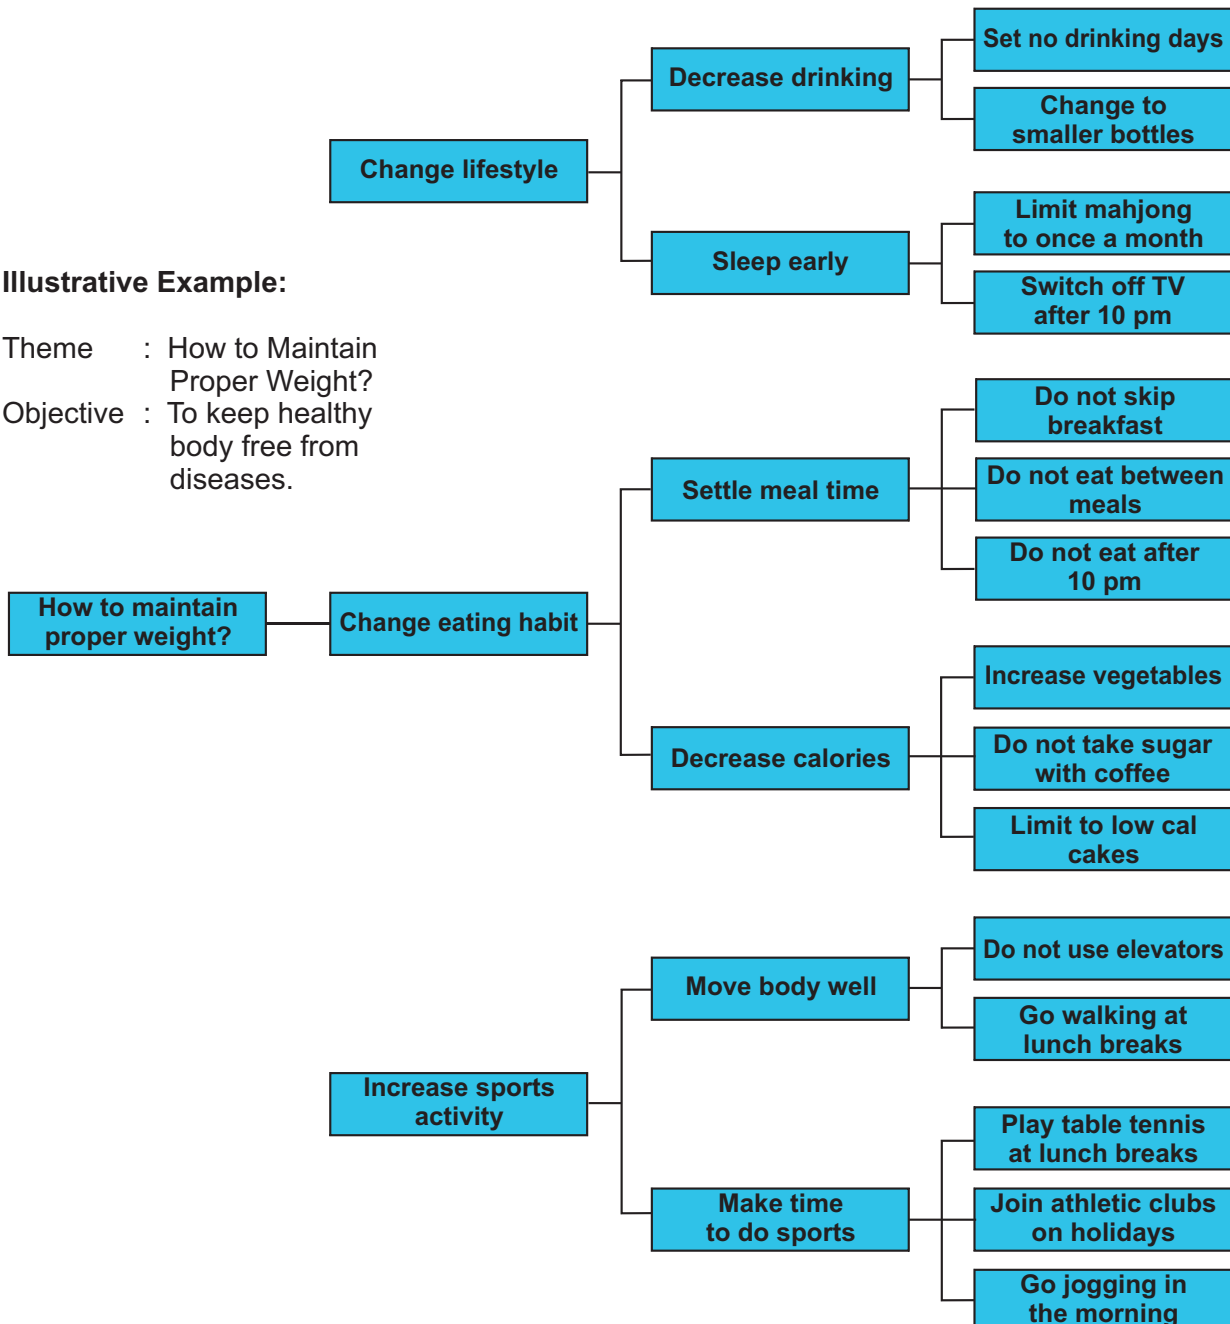 Set no drinking days
Decrease drinking
Change to
smaller bottles
Change lifestyle
Limit mahjong
to once a month
Sleep early
Switch off TV
after 10 pm
Illustrative Example:
Theme : How to Maintain
Proper Weight?
Objective : To keep healthy
body free from
diseases.
Do not skip
breakfast
Settle meal time
Do not eat between
meals
Do not eat after
10 pm
How to maintain
proper weight?
Change eating habit
Increase vegetables
Decrease calories
Do not take sugar
with coffee
Limit to low cal
cakes
Do not use elevators
Move body well
Go walking at
lunch breaks
Increase sports
activity
Play table tennis
at lunch breaks
Make time
to do sports
Join athletic clubs
on holidays
Go jogging in
the morning